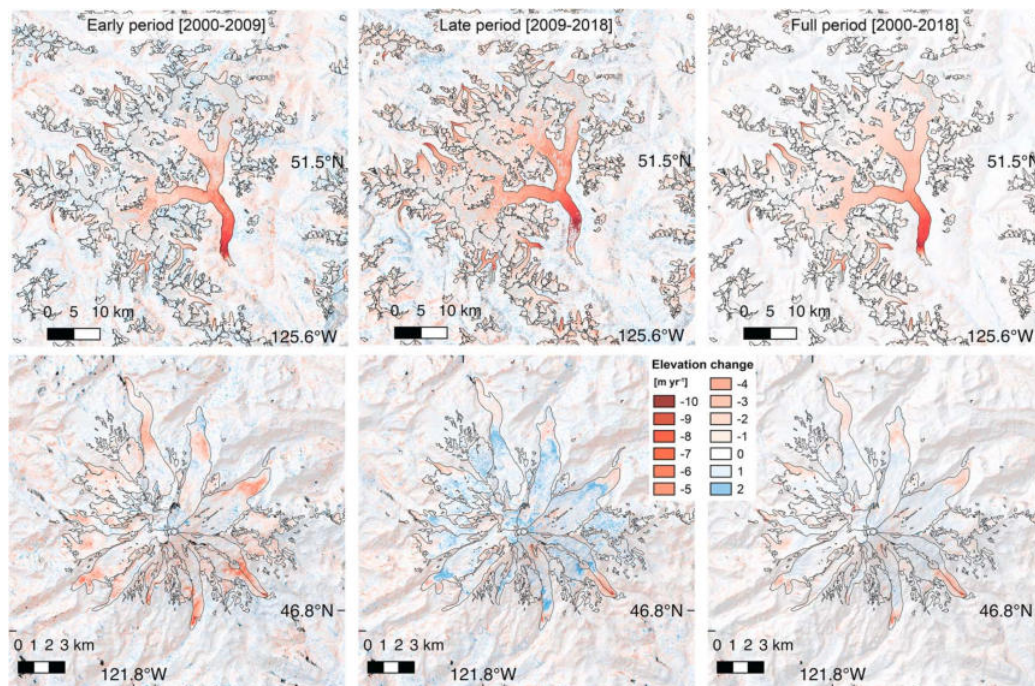 Early period [2000-2009]
Late period [2009-2018]
Full period [2000-2018]
51.5°N
51.5°N
51.5°N
0 5 10 km
0 5 10 km
0 5 10 km
125.6°W
125.6°W
125.6°W
Elevation change
[m yr⁻¹]
-10
-9
-8
-7
-6
-5
-4
-3
-2
-1
0
1
2
46.8°N
46.8°N
46.8°N
0 1 2 3 km
0 1 2 3 km
0 1 2 3 km
121.8°W
121.8°W
121.8°W